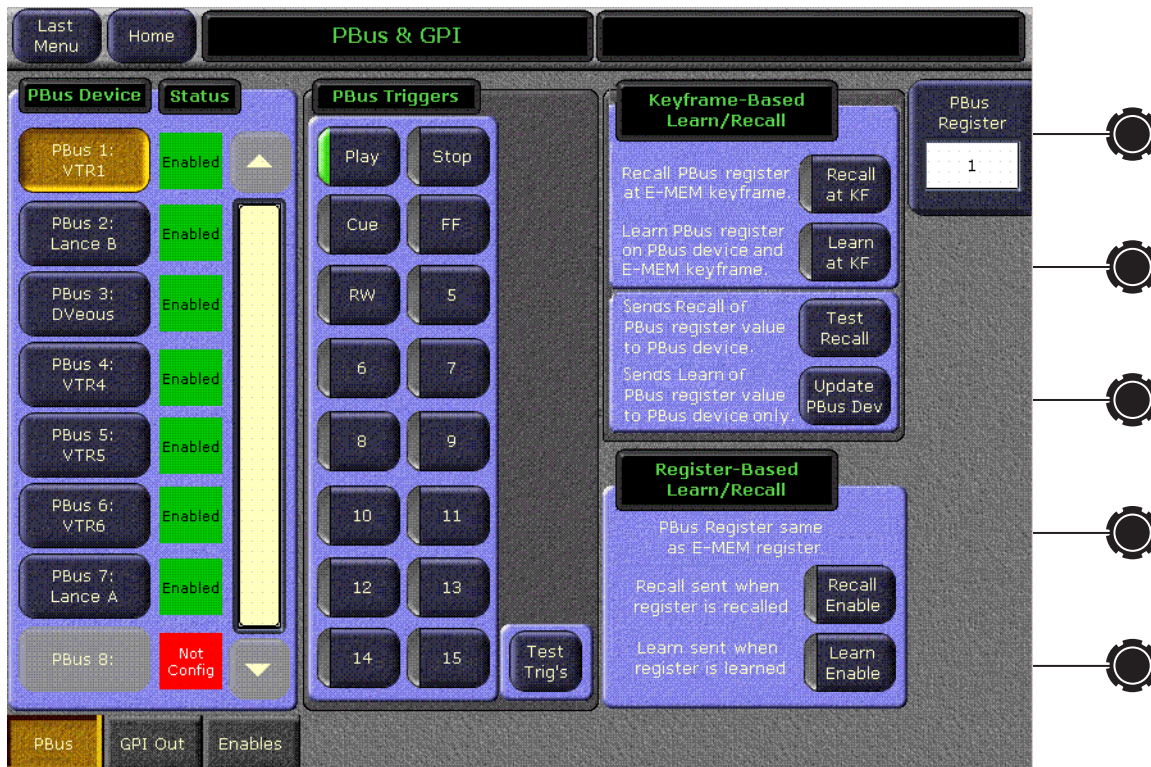 Last
Menu
Home
PBus & GPI
PBus Device
Status
PBus 1:
VTR1
Enabled
PBus 2:
Lance B
Enabled
PBus 3:
DVeous
Enabled
PBus 4:
VTR4
Enabled
PBus 5:
VTR5
Enabled
PBus 6:
VTR6
Enabled
PBus 7:
Lance A
Enabled
PBus 8:
Not
Config
PBus Triggers
Play
Stop
Cue
FF
RW
5
6
7
8
9
10
11
12
13
14
15
Test
Trig's
Keyframe-Based
Learn/Recall
Recall PBus register
at E-MEM keyframe.
Recall
at KF
Learn PBus register
on PBus device and
E-MEM keyframe.
Learn
at KF
Sends Recall of
PBus register value
to PBus device.
Test
Recall
Sends Learn of
PBus register value
to PBus device only.
Update
PBus Dev
Register-Based
Learn/Recall
PBus Register same
as E-MEM register
Recall sent when
register is recalled
Recall
Enable
Learn sent when
register is learned
Learn
Enable
PBus
Register
1
PBus
GPI Out
Enables